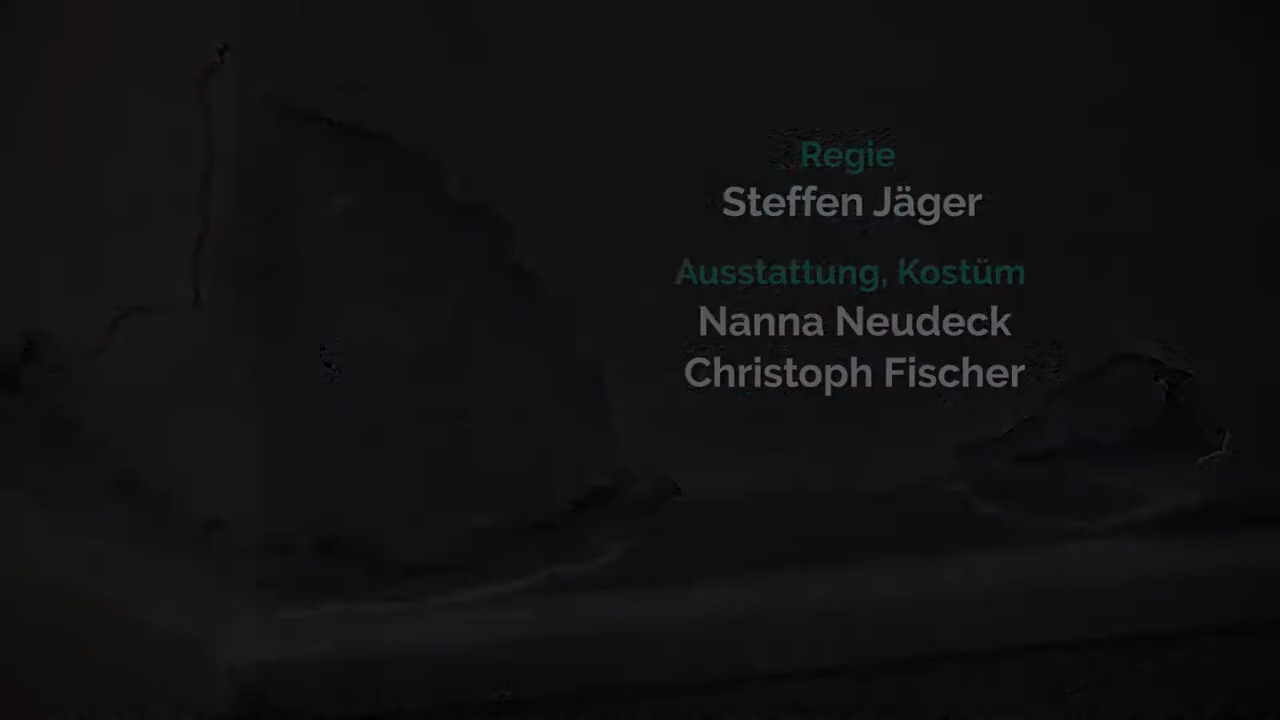 Regie
Steffen Jäger
Ausstattung, Kostüm
Nanna Neudeck
Christoph Fischer